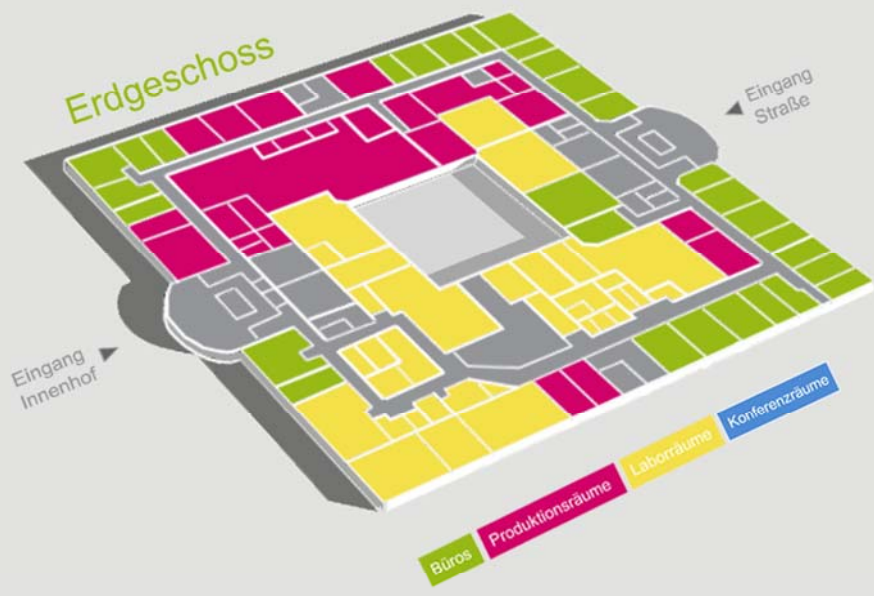 Erdgeschoss
Eingang
Straße
Eingang
Innenhof
Büros
Produktionsräume
Laborräume
Konferenzräume